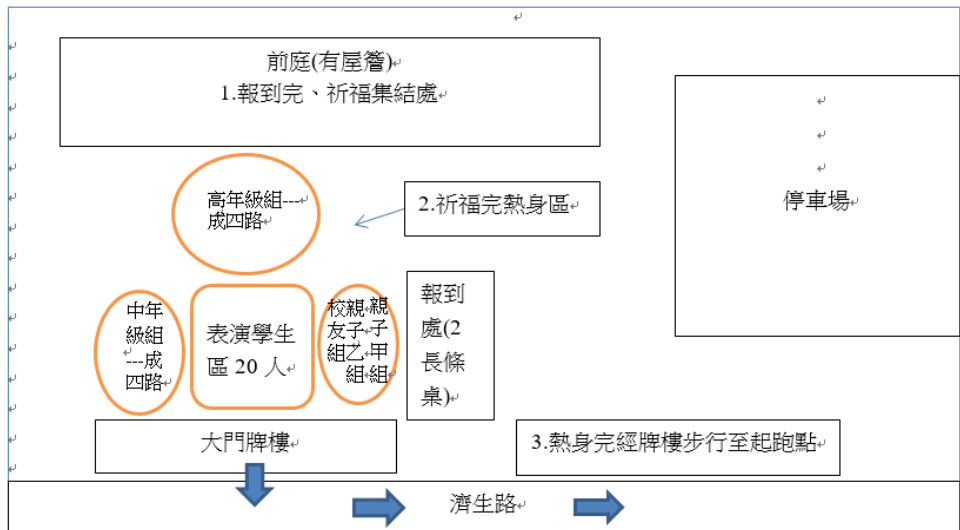 前庭(有屋簷)
1.報到完、祈福集結處
停車場
高年級組---
成四路
2.祈福完熱身區
中年
級組
---成
四路
表演學生
區 20 人
親子甲組
親子乙組
校友組
報到
處(2
長條
桌)
大門牌樓
3.熱身完經牌樓步行至起跑點
濟生路